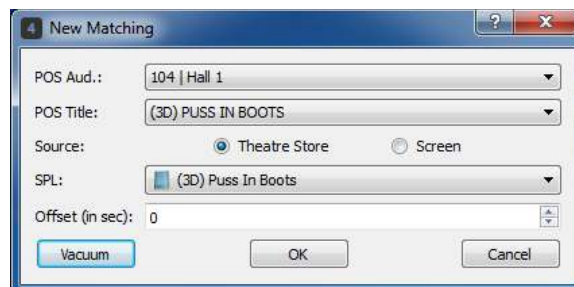 4 New Matching
POS Aud.: 104 | Hall 1
POS Title: (3D) PUSS IN BOOTS
Source: Theatre Store Screen
SPL: (3D) Puss In Boots
Offset (in sec): 0
Vacuum OK Cancel